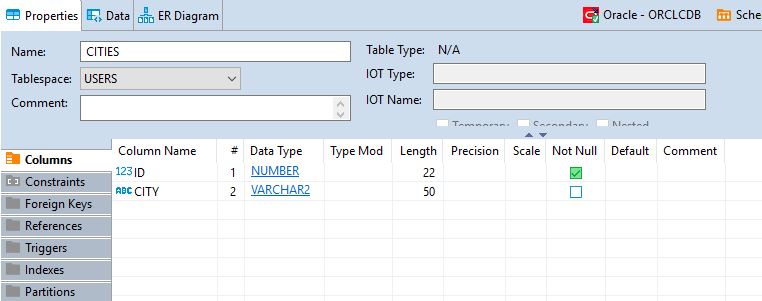 Properties Data ER Diagram Oracle - ORCLCDB Sche
Name: CITIES Table Type: N/A
Tablespace: USERS IOT Type:
Comment: IOT Name:
Temporary Secondary Nested
Columns Column Name # Data Type Type Mod Length Precision Scale Not Null Default Comment
Constraints 123 ID 1 NUMBER 22
Foreign Keys ABC CITY 2 VARCHAR2 50
References
Triggers
Indexes
Partitions